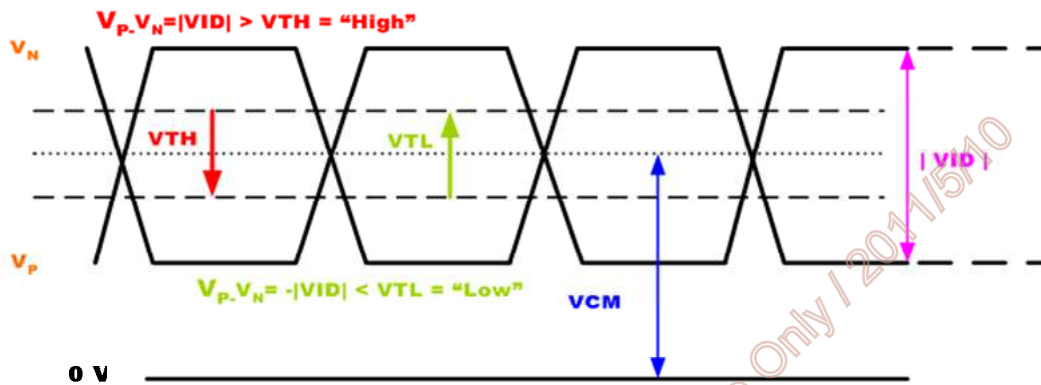 VP-VN=|VID| > VTH = “High”
VN
VTH
VTL
| VID |
VP
VP-VN= -|VID| < VTL = “Low”
VCM
0 V
Only / 2011/5/10